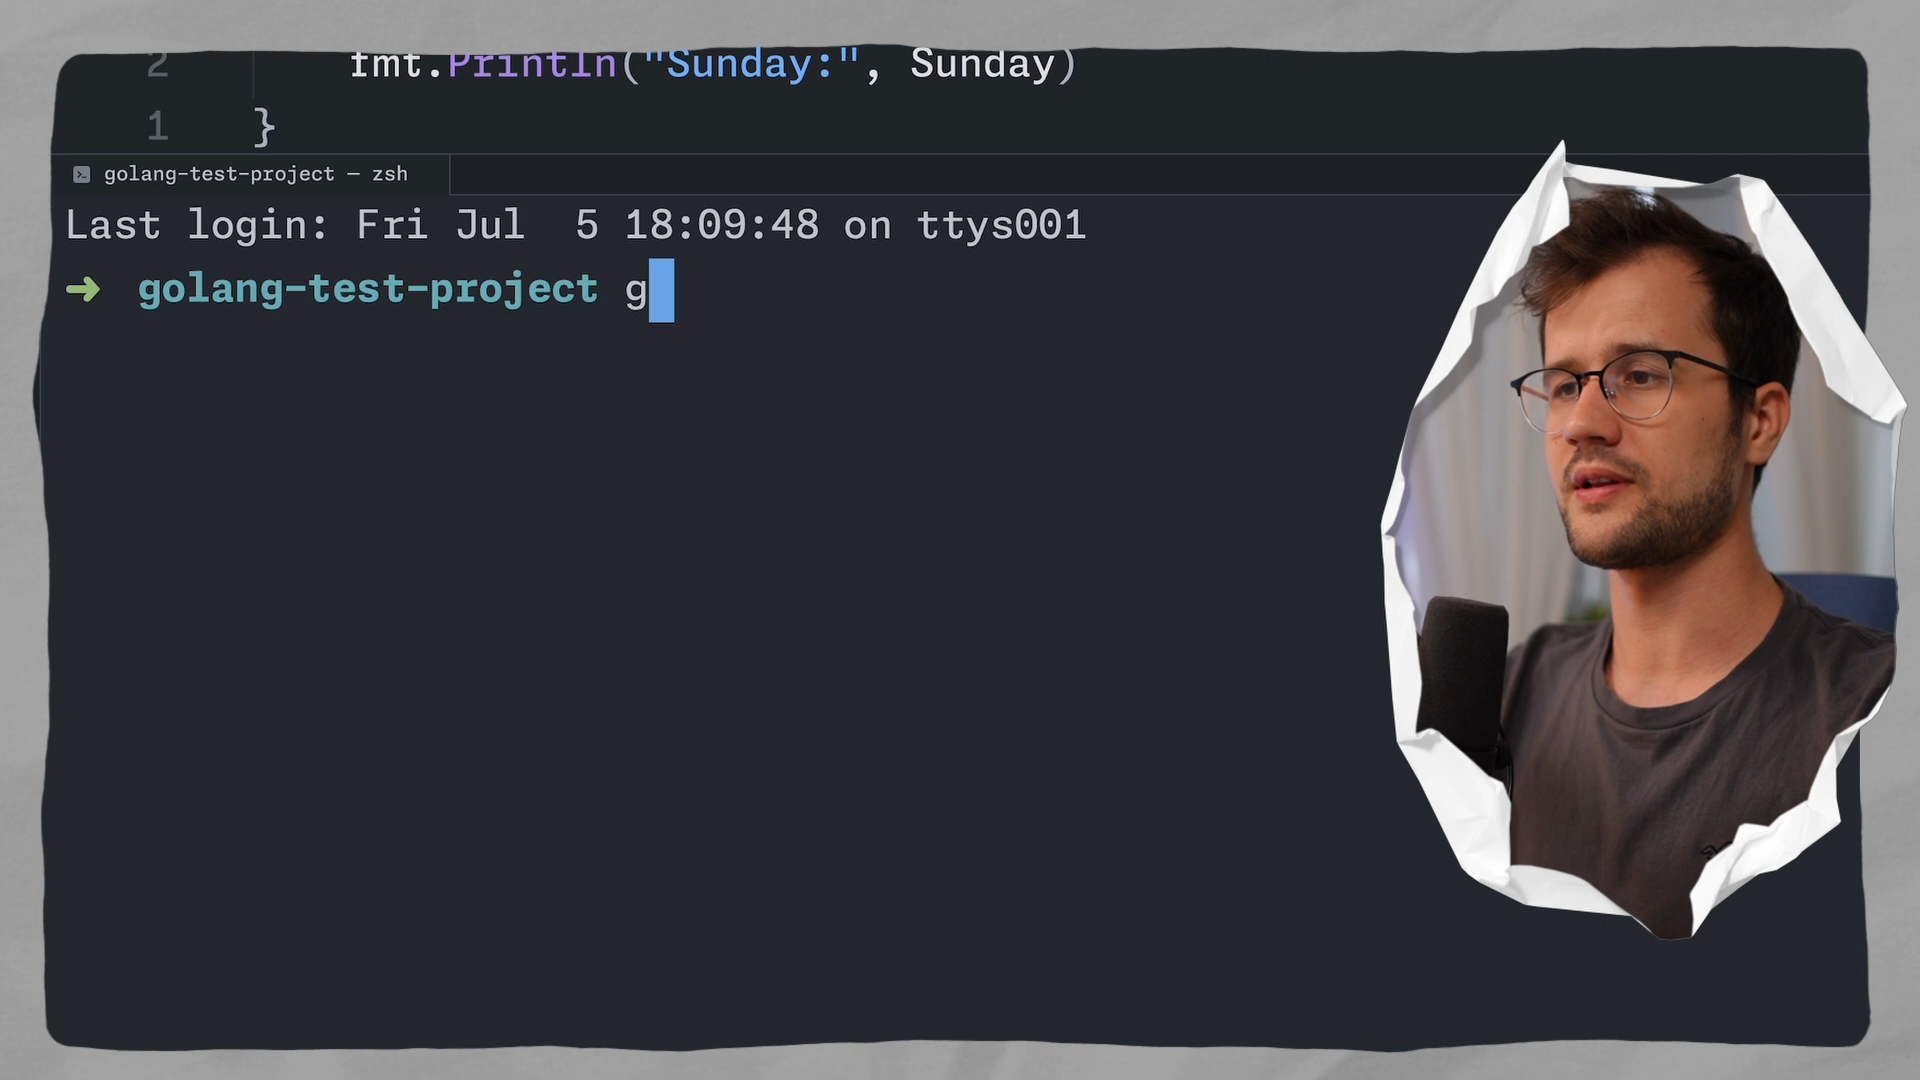 2 fmt.Println("Sunday:", Sunday)
1 }
golang-test-project — zsh
Last login: Fri Jul  5 18:09:48 on ttys001
➜ golang-test-project g